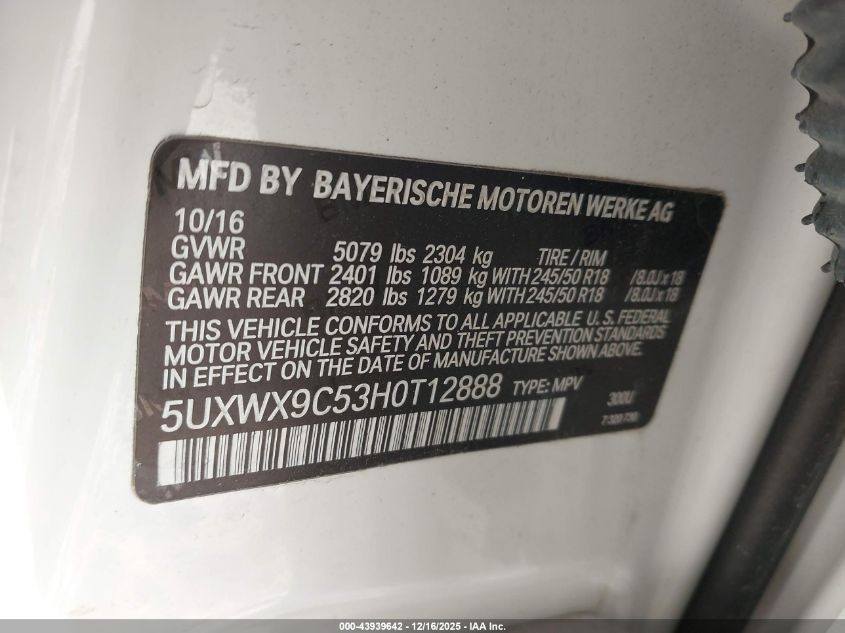 MFD BY BAYERISCHE MOTOREN WERKE AG
10/16
GVWR 5079 lbs 2304 kg TIRE / RIM
GAWR FRONT 2401 lbs 1089 kg WITH 245/50 R18 /8.0J x 18
GAWR REAR 2820 lbs 1279 kg WITH 245/50 R18 /8.0J x 18
THIS VEHICLE CONFORMS TO ALL APPLICABLE U.S. FEDERAL
MOTOR VEHICLE SAFETY AND THEFT PREVENTION STANDARDS
IN EFFECT ON THE DATE OF MANUFACTURE SHOWN ABOVE.
5UXWX9C53H0T12888 TYPE: MPV 300U
000-43939642 - 12/16/2025 - IAA Inc.